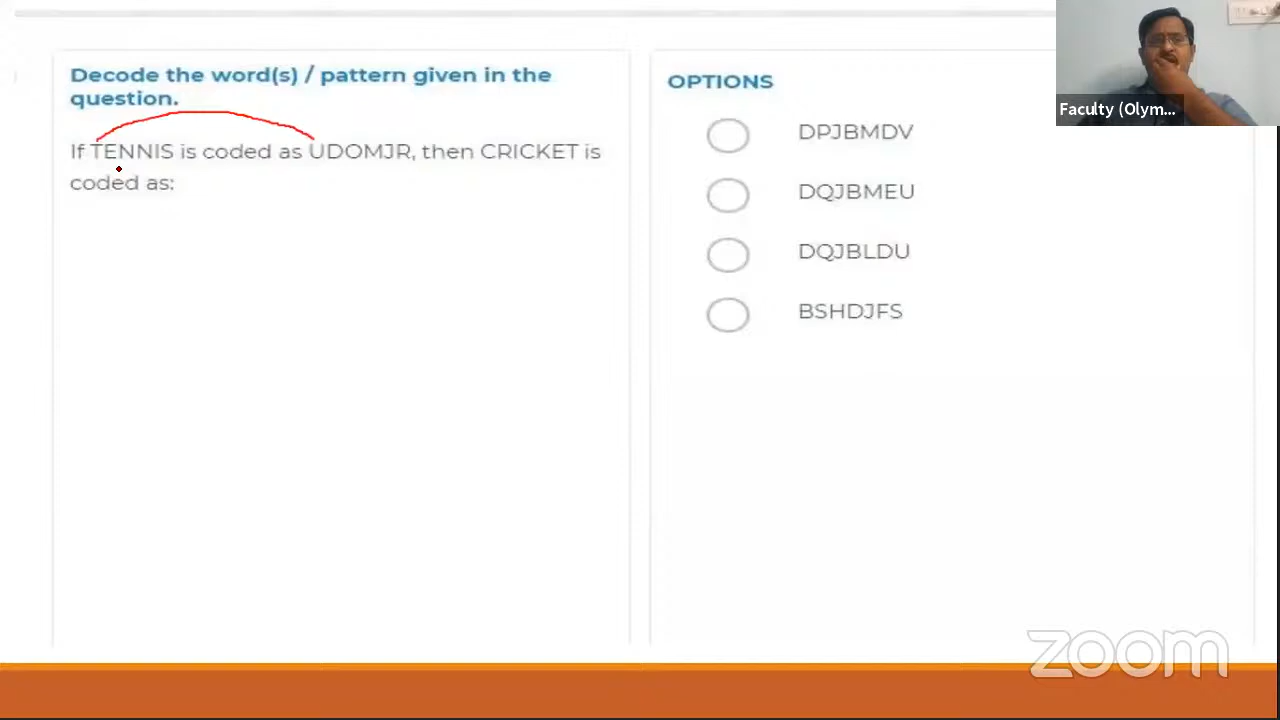 Decode the word(s) / pattern given in the
question.
If TENNIS is coded as UDOMJR, then CRICKET is
coded as:
OPTIONS
DPJBMDV
DQJBMEU
DQJBLDU
BSHDJFS
Faculty (Olym...
zoom